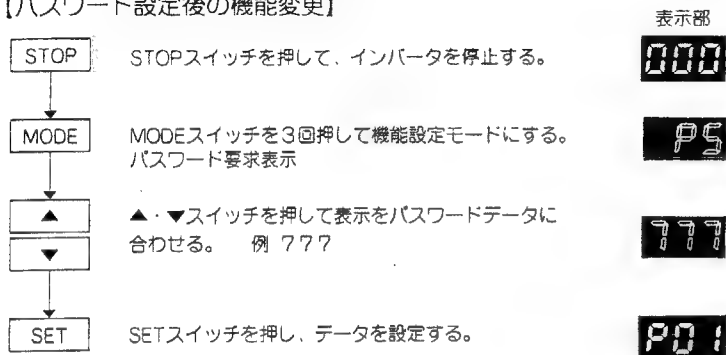 【パスワード設定後の機能変更】
表示部
STOP STOPスイッチを押して、インバータを停止する。 000
MODE MODEスイッチを3回押して機能設定モードにする。 PS
パスワード要求表示
▲ ▲・▼スイッチを押して表示をパスワードデータに 777
▼ 合わせる。 例 777
SET SETスイッチを押し、データを設定する。 P01